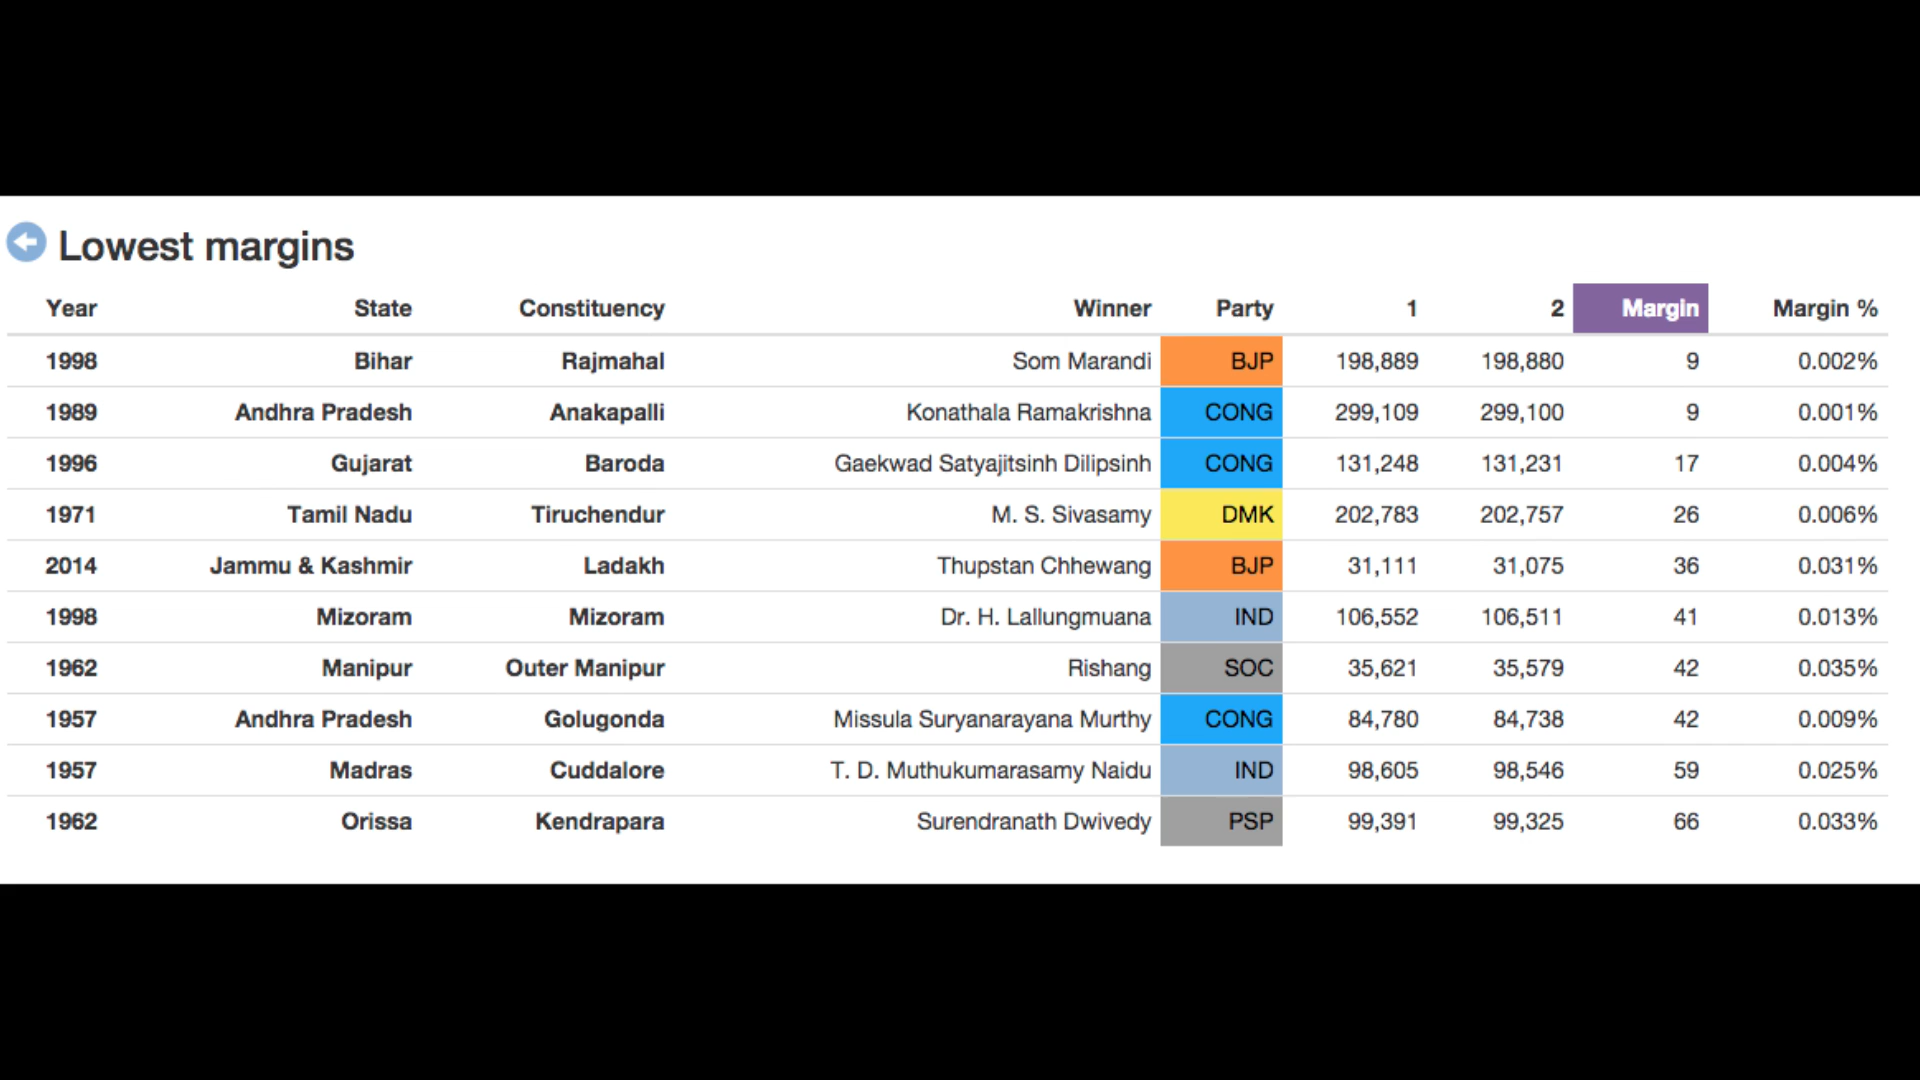 Lowest margins
Year State Constituency Winner Party 1 2 Margin Margin %
1998 Bihar Rajmahal Som Marandi BJP 198,889 198,880 9 0.002%
1989 Andhra Pradesh Anakapalli Konathala Ramakrishna CONG 299,109 299,100 9 0.001%
1996 Gujarat Baroda Gaekwad Satyajitsinh Dilipsinh CONG 131,248 131,231 17 0.004%
1971 Tamil Nadu Tiruchendur M. S. Sivasamy DMK 202,783 202,757 26 0.006%
2014 Jammu & Kashmir Ladakh Thupstan Chhewang BJP 31,111 31,075 36 0.031%
1998 Mizoram Mizoram Dr. H. Lallungmuana IND 106,552 106,511 41 0.013%
1962 Manipur Outer Manipur Rishang SOC 35,621 35,579 42 0.035%
1957 Andhra Pradesh Golugonda Missula Suryanarayana Murthy CONG 84,780 84,738 42 0.009%
1957 Madras Cuddalore T. D. Muthukumarasamy Naidu IND 98,605 98,546 59 0.025%
1962 Orissa Kendrapara Surendranath Dwivedy PSP 99,391 99,325 66 0.033%